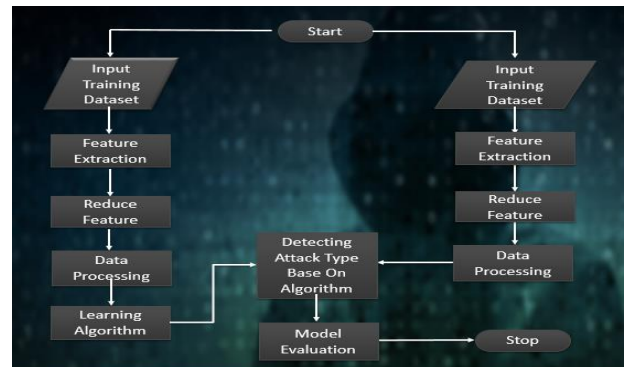 Start
Input
Training
Dataset
Feature
Extraction
Reduce
Feature
Data
Processing
Learning
Algorithm
Input
Training
Dataset
Feature
Extraction
Reduce
Feature
Data
Processing
Detecting
Attack Type
Base On
Algorithm
Model
Evaluation
Stop